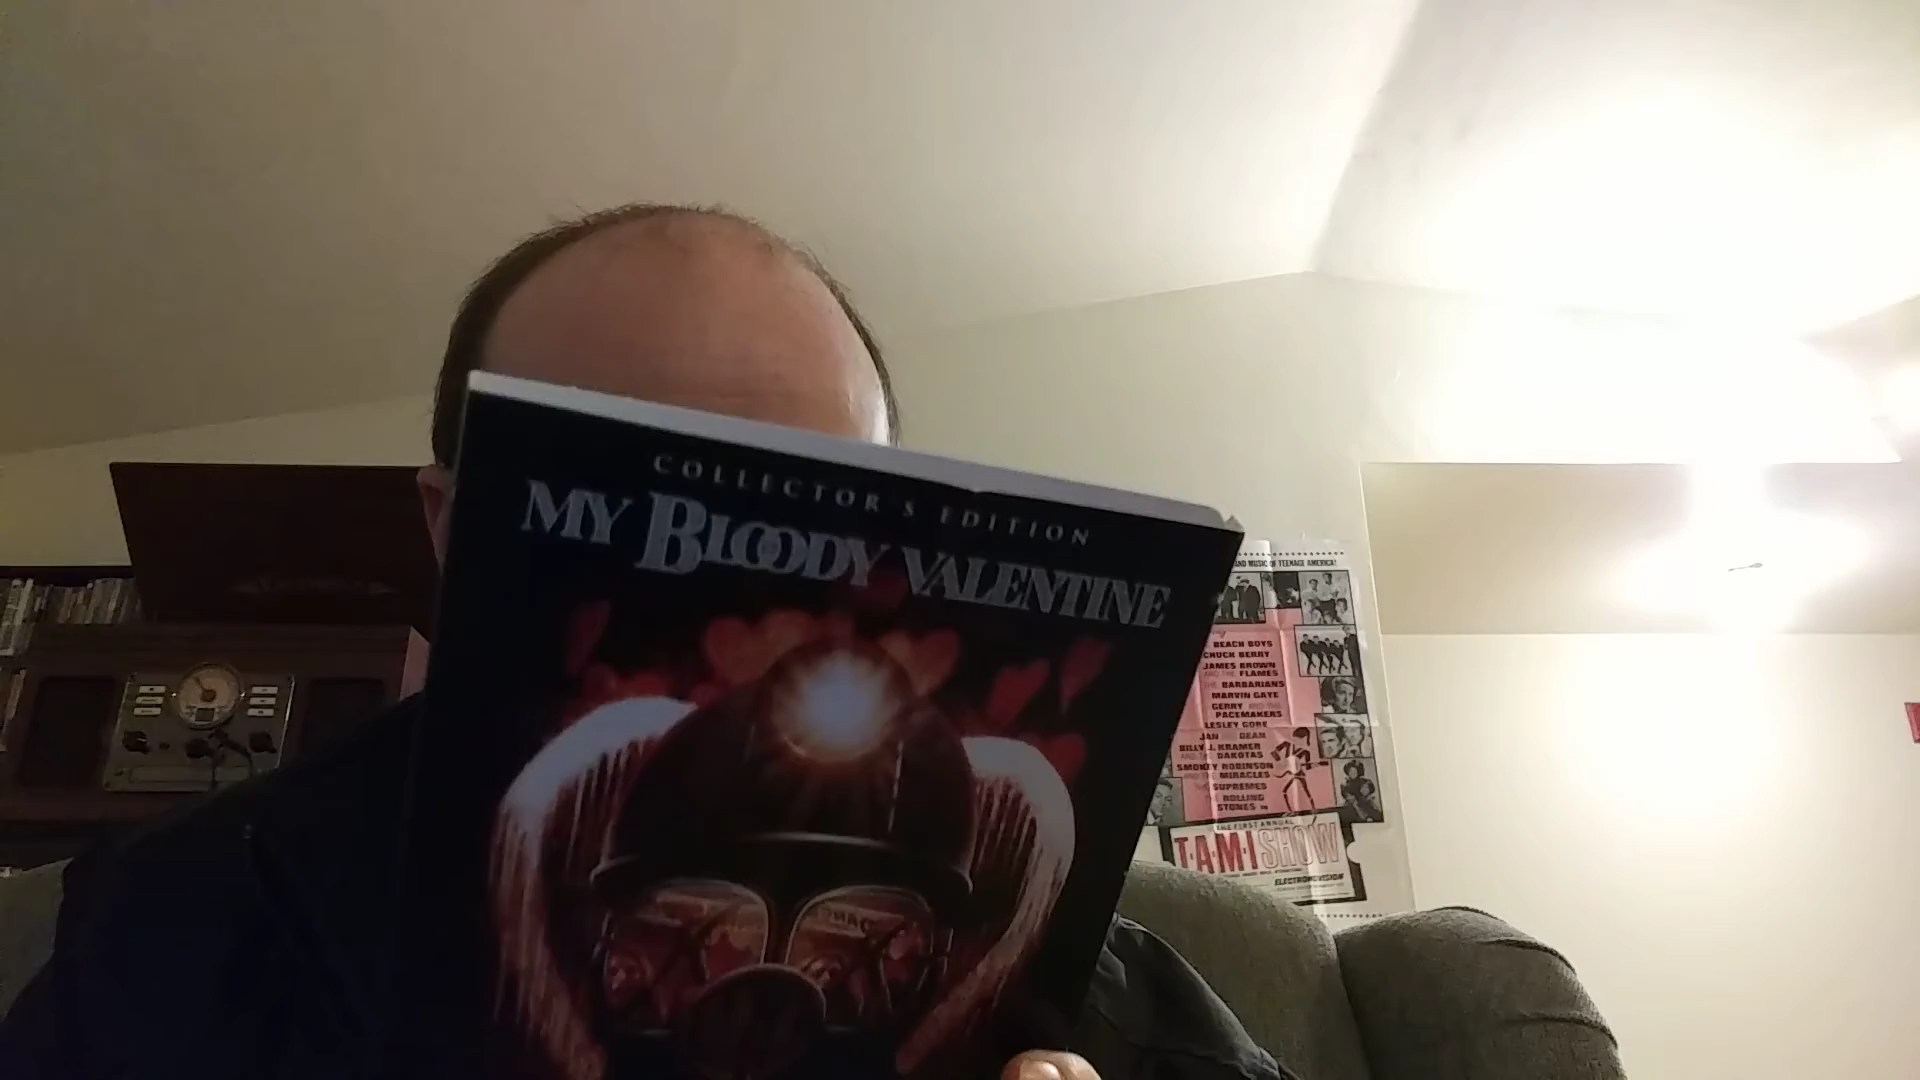 COLLECTOR'S EDITION
MY BLOODY VALENTINE
AND MUSIC OF TEENAGE AMERICA!
BEACH BOYS
CHUCK BERRY
JAMES BROWN
AND THE FLAMES
THE BARBARIANS
MARVIN GAYE
GERRY AND THE
PACEMAKERS
LESLEY GORE
JAN AND DEAN
BILLY J. KRAMER
AND THE DAKOTAS
SMOKEY ROBINSON
AND THE MIRACLES
THE SUPREMES
THE ROLLING
STONES IN
THE FIRST ANNUAL
T·A·M·I SHOW
ELECTRONOVISION